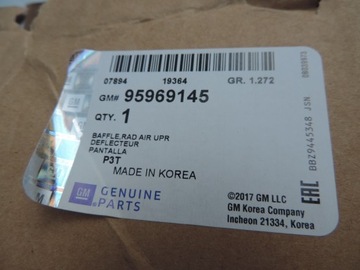 07894 19364 GR. 1.272
GM# 95969145
QTY. 1
BAFFLE,RAD AIR UPR
DEFLECTEUR
PANTALLA
P3T
MADE IN KOREA
GM GENUINE
PARTS
©2017 GM LLC
GM Korea Company
Incheon 21334, Korea
EAC
BBZ9445348 JSN